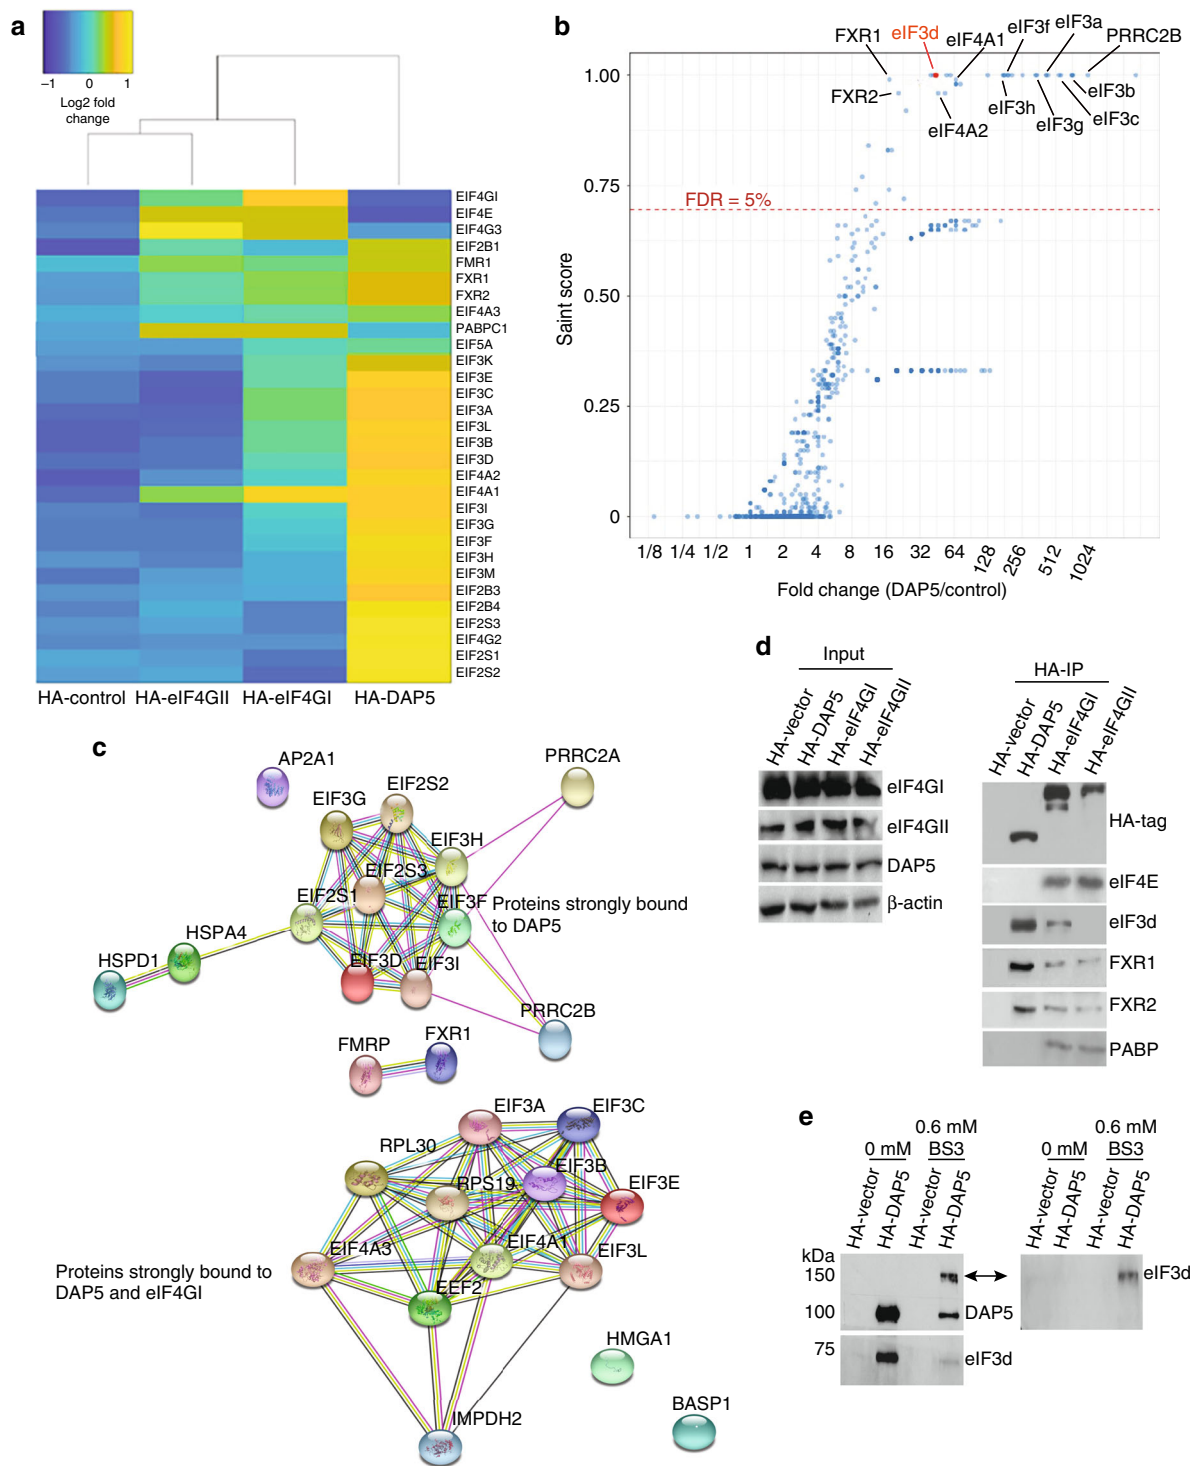 a
−1 0 1
Log2 fold
change
EIF4GI
EIF4E
EIF4G3
EIF2B1
FMR1
FXR1
FXR2
EIF4A3
PABPC1
EIF5A
EIF3K
EIF3E
EIF3C
EIF3A
EIF3L
EIF3B
EIF3D
EIF4A2
EIF4A1
EIF3I
EIF3G
EIF3F
EIF3H
EIF3M
EIF2B3
EIF2B4
EIF2S3
EIF4G2
EIF2S1
EIF2S2
HA-control HA-eIF4GII HA-eIF4GI HA-DAP5
b
FXR1 eIF3d eIF4A1 eIF3f eIF3a PRRC2B
FXR2 eIF4A2 eIF3h eIF3g eIF3c eIF3b
1.00
0.75
0.50
0.25
0
Saint score
FDR = 5%
1/8 1/4 1/2 1 2 4 8 16 32 64 128 256 512 1024
Fold change (DAP5/control)
c
AP2A1
PRRC2A
EIF3G
EIF2S2
EIF3H
EIF2S3
EIF2S1
EIF3F
Proteins strongly bound
to DAP5
HSPA4
HSPD1
EIF3D
EIF3I
PRRC2B
FMRP
FXR1
EIF3A
EIF3C
RPL30
EIF3B
RPS19
EIF3E
EIF4A3
EIF4A1
EIF3L
Proteins strongly bound to
DAP5 and eIF4GI
EEF2
HMGA1
IMPDH2
BASP1
d
Input
HA-vector
HA-DAP5
HA-eIF4GI
HA-eIF4GII
eIF4GI
eIF4GII
DAP5
β-actin
HA-IP
HA-vector
HA-DAP5
HA-eIF4GI
HA-eIF4GII
HA-tag
eIF4E
eIF3d
FXR1
FXR2
PABP
e
0 mM
0.6 mM
BS3
HA-vector
HA-DAP5
HA-vector
HA-DAP5
kDa
150
100
75
DAP5
eIF3d
0 mM
0.6 mM
BS3
HA-vector
HA-DAP5
HA-vector
HA-DAP5
eIF3d